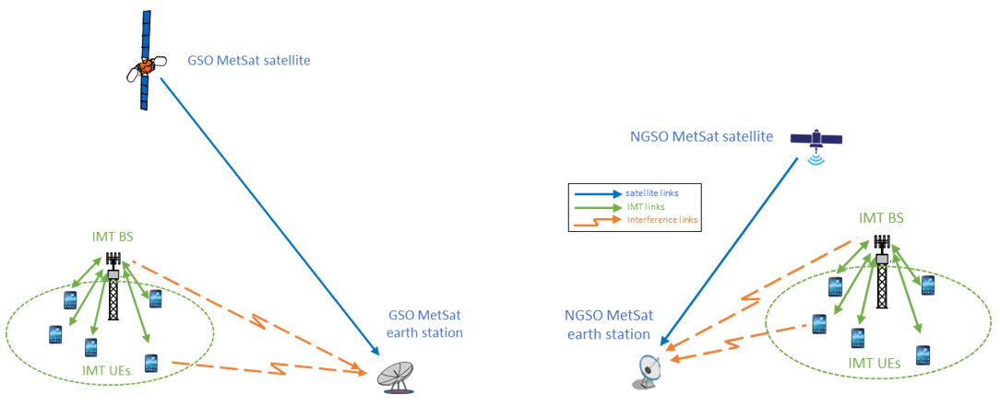 GSO MetSat satellite
NGSO MetSat satellite
satellite links
IMT links
Interference links
IMT BS
IMT BS
GSO MetSat
earth station
NGSO MetSat
earth station
IMT UEs
IMT UEs